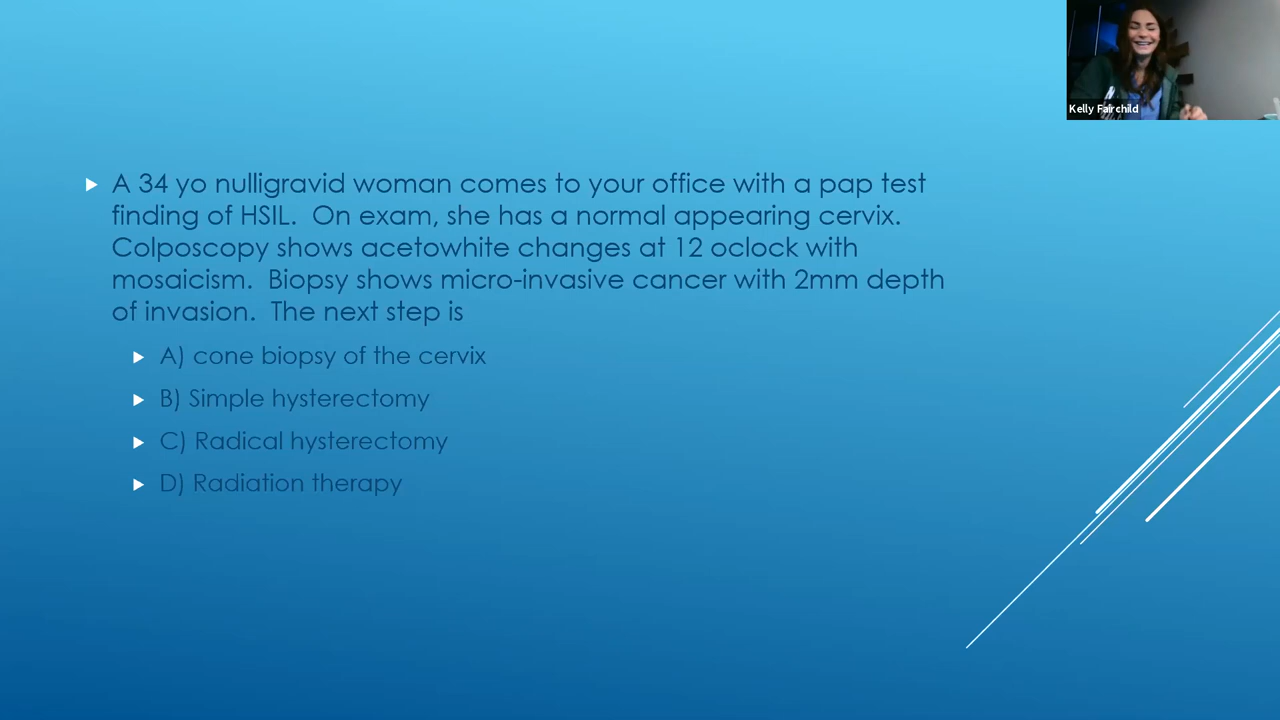 Kelly Fairchild
A 34 yo nulligravid woman comes to your office with a pap test
finding of HSIL.  On exam, she has a normal appearing cervix.
Colposcopy shows acetowhite changes at 12 oclock with
mosaicism.  Biopsy shows micro-invasive cancer with 2mm depth
of invasion.  The next step is
A) cone biopsy of the cervix
B) Simple hysterectomy
C) Radical hysterectomy
D) Radiation therapy